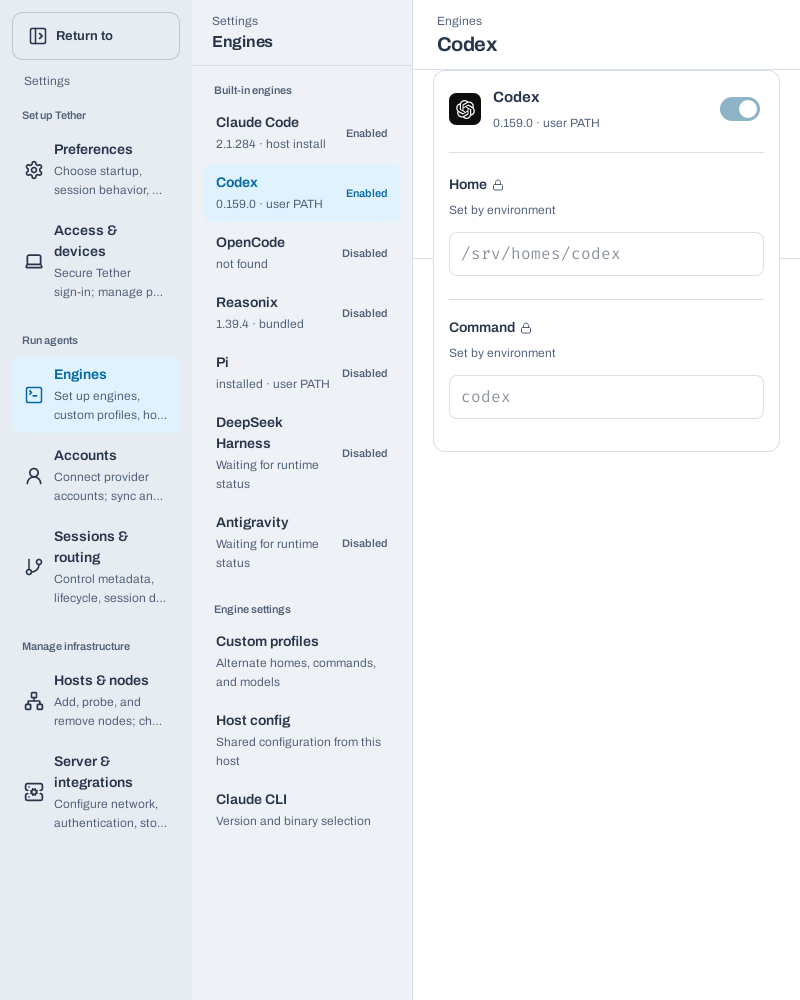 Return to
Settings
Set up Tether
Preferences
Choose startup,
session behavior, ...
Access &
devices
Secure Tether
sign-in; manage p...
Run agents
Engines
Set up engines,
custom profiles, ho...
Accounts
Connect provider
accounts; sync an...
Sessions &
routing
Control metadata,
lifecycle, session d...
Manage infrastructure
Hosts & nodes
Add, probe, and
remove nodes; ch...
Server &
integrations
Configure network,
authentication, sto...
Settings
Engines
Built-in engines
Claude Code
2.1.284 · host install
Enabled
Codex
0.159.0 · user PATH
Enabled
OpenCode
not found
Disabled
Reasonix
1.39.4 · bundled
Disabled
Pi
installed · user PATH
Disabled
DeepSeek
Harness
Waiting for runtime
status
Disabled
Antigravity
Waiting for runtime
status
Disabled
Engine settings
Custom profiles
Alternate homes, commands,
and models
Host config
Shared configuration from this
host
Claude CLI
Version and binary selection
Engines
Codex
Codex
0.159.0 · user PATH
Home
Set by environment
/srv/homes/codex
Command
Set by environment
codex